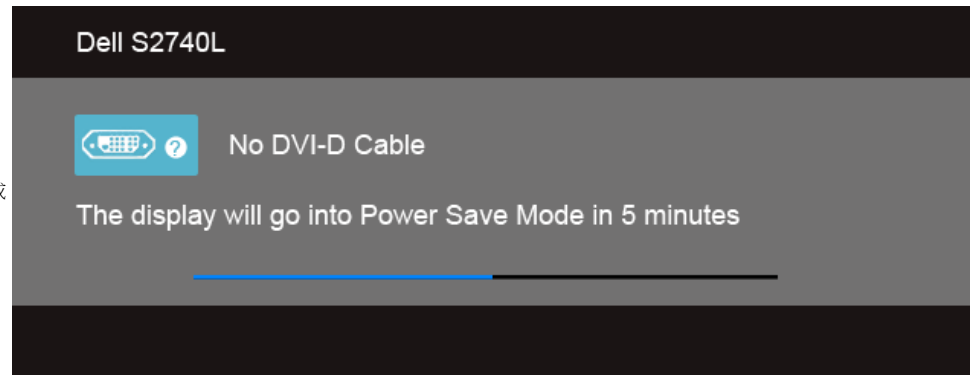 Dell S2740L
No DVI-D Cable
The display will go into Power Save Mode in 5 minutes